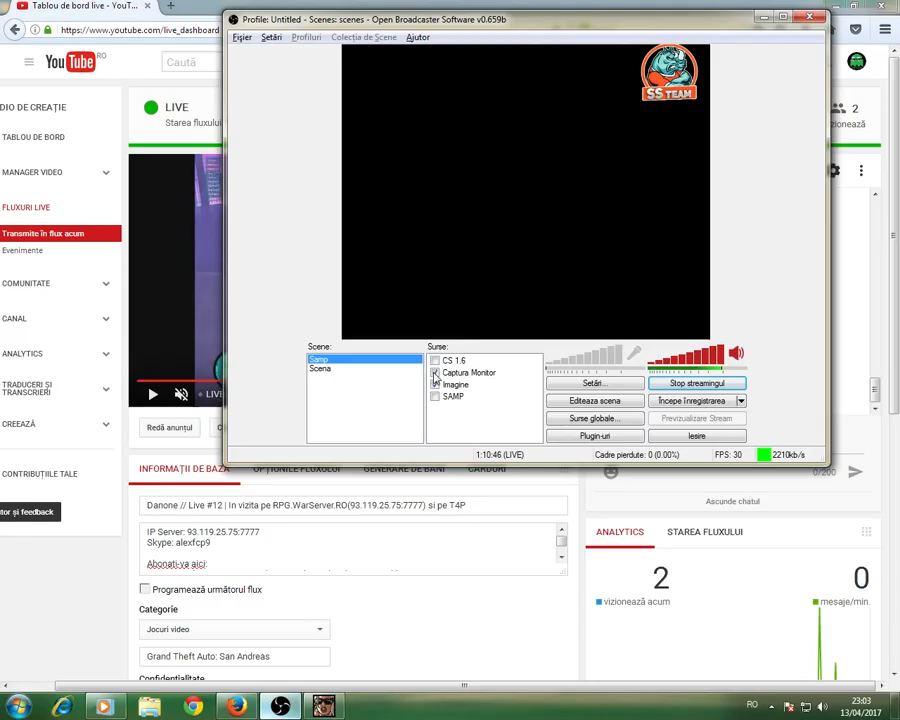 Tablou de bord live - YouT...
https://www.youtube.com/live_dashboard
YouTube RO
Caută
Profile: Untitled - Scenes: scenes - Open Broadcaster Software v0.659b
Fișier Setări Profiluri Colecția de Scene Ajutor
SS TEAM
DIO DE CREAȚIE
TABLOU DE BORD
MANAGER VIDEO
FLUXURI LIVE
Transmite în flux acum
Evenimente
COMUNITATE
CANAL
ANALYTICS
TRADUCERI ȘI
TRANSCRIERI
CREEAZĂ
CONTRIBUȚIILE TALE
tor și feedback
LIVE
Starea fluxului
2
vizionează
LIVE
Redă anunțul
Scene:
Samp
Scena
Surse:
CS 1.6
Captura Monitor
Imagine
SAMP
Setări...
Stop streamingul
Editeaza scena
Începe înregistrarea
Surse globale...
Previzualizare Stream
Plugin-uri
Iesire
1:10:46 (LIVE)
Cadre pierdute: 0 (0.00%)
FPS: 30
2210kb/s
INFORMAȚII DE BAZĂ
OPȚIUNILE FLUXULUI
GENERARE DE BANI
CARDURI
Danone // Live #12 | In vizita pe RPG.WarServer.RO(93.119.25.75:7777) si pe T4P
IP Server: 93.119.25.75:7777
Skype: alexfcp9
Abonati-va aici:
Programează următorul flux
Categorie
Jocuri video
Grand Theft Auto: San Andreas
Confidențialitate
0/200
Ascunde chatul
ANALYTICS
STAREA FLUXULUI
2
vizionează acum
0
mesaje/min.
RO
23:03
13/04/2017